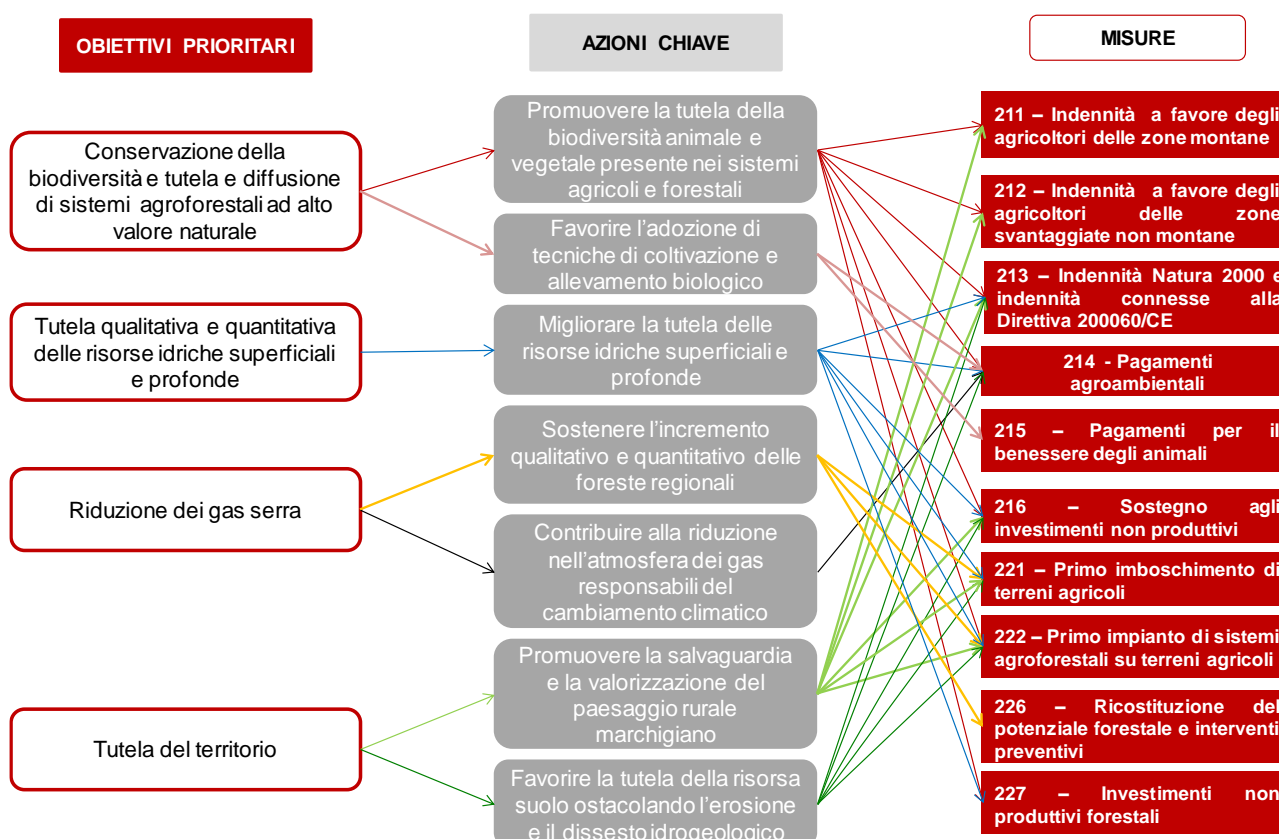 OBIETTIVI PRIORITARI
AZIONI CHIAVE
MISURE
Conservazione della
biodiversità e tutela e diffusione
di sistemi agroforestali ad alto
valore naturale
Tutela qualitativa e quantitativa
delle risorse idriche superficiali
e profonde
Riduzione dei gas serra
Tutela del territorio
Promuovere la tutela della
biodiversità animale e
vegetale presente nei sistemi
agricoli e forestali
Favorire l'adozione di
tecniche di coltivazione e
allevamento biologico
Migliorare la tutela delle
risorse idriche superficiali e
profonde
Sostenere l'incremento
qualitativo e quantitativo delle
foreste regionali
Contribuire alla riduzione
nell'atmosfera dei gas
responsabili del
cambiamento climatico
Promuovere la salvaguardia
e la valorizzazione del
paesaggio rurale
marchigiano
Favorire la tutela della risorsa
suolo ostacolando l'erosione
e il dissesto idrogeologico
211 – Indennità a favore degli
agricoltori delle zone montane
212 – Indennità a favore degli
agricoltori delle zone
svantaggiate non montane
213 – Indennità Natura 2000 e
indennità connesse alla
Direttiva 200060/CE
214 - Pagamenti
agroambientali
215 – Pagamenti per il
benessere degli animali
216 – Sostegno agli
investimenti non produttivi
221 – Primo imboschimento di
terreni agricoli
222 – Primo impianto di sistemi
agroforestali su terreni agricoli
226 – Ricostituzione del
potenziale forestale e interventi
preventivi
227 – Investimenti non
produttivi forestali